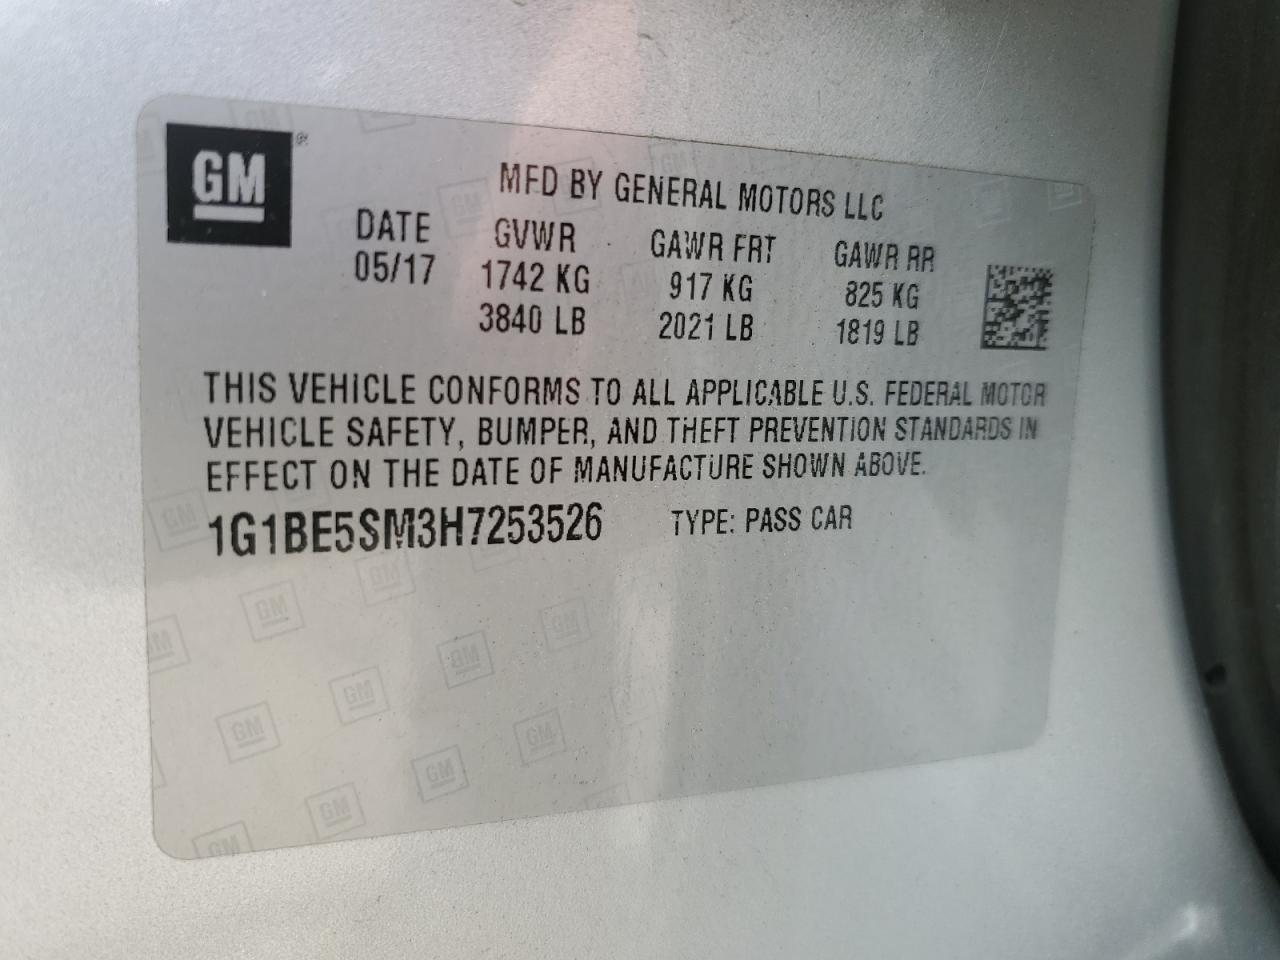 GM
MFD BY GENERAL MOTORS LLC
DATE GVWR GAWR FRT GAWR RR
05/17 1742 KG 917 KG 825 KG
3840 LB 2021 LB 1819 LB
THIS VEHICLE CONFORMS TO ALL APPLICABLE U.S. FEDERAL MOTOR
VEHICLE SAFETY, BUMPER, AND THEFT PREVENTION STANDARDS IN
EFFECT ON THE DATE OF MANUFACTURE SHOWN ABOVE.
1G1BE5SM3H7253526 TYPE: PASS CAR